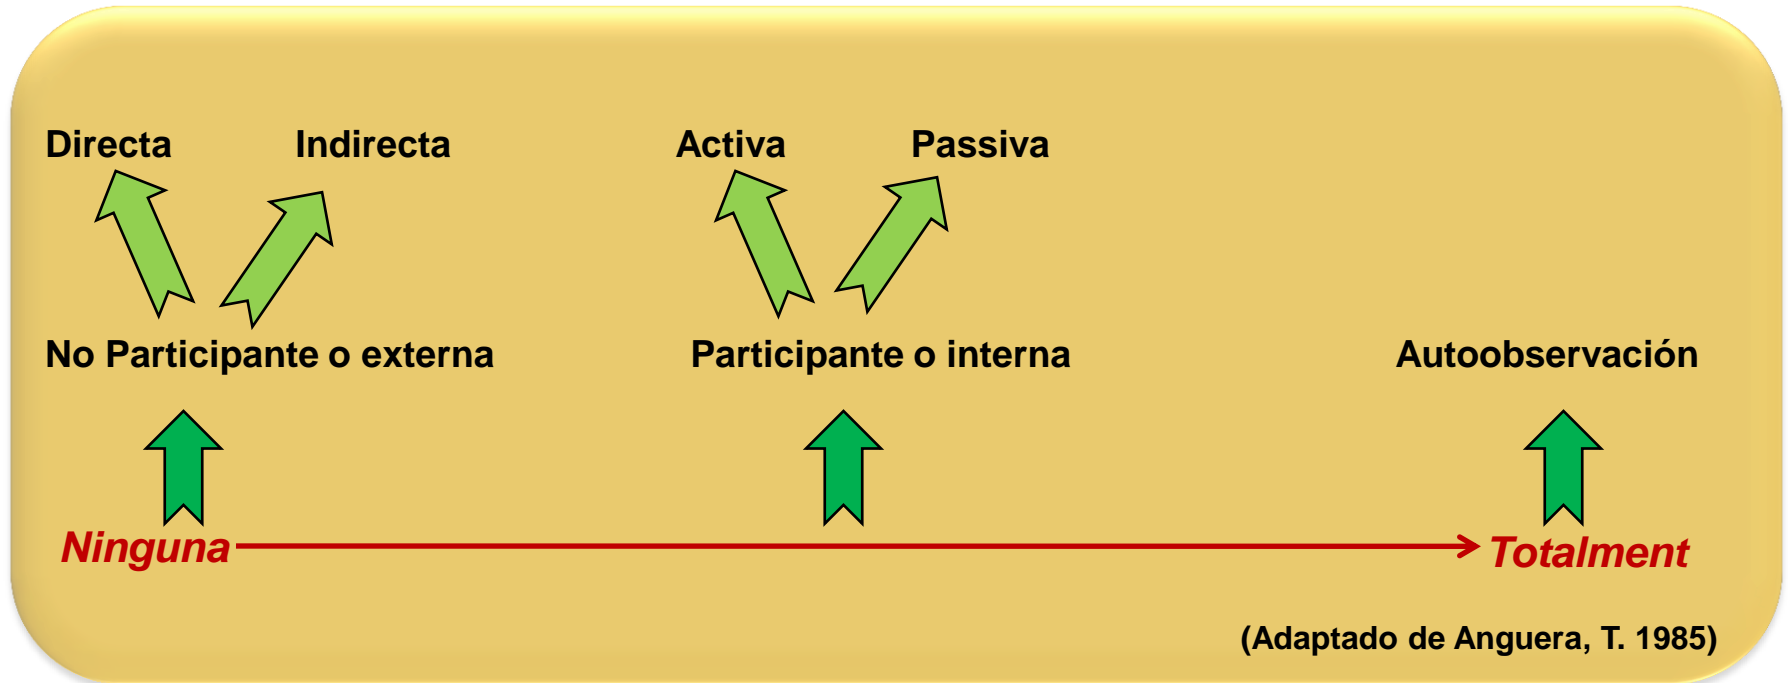 Directa Indirecta Activa Passiva
No Participante o externa Participante o interna Autoobservación
Ninguna Totalment
(Adaptado de Anguera, T. 1985)